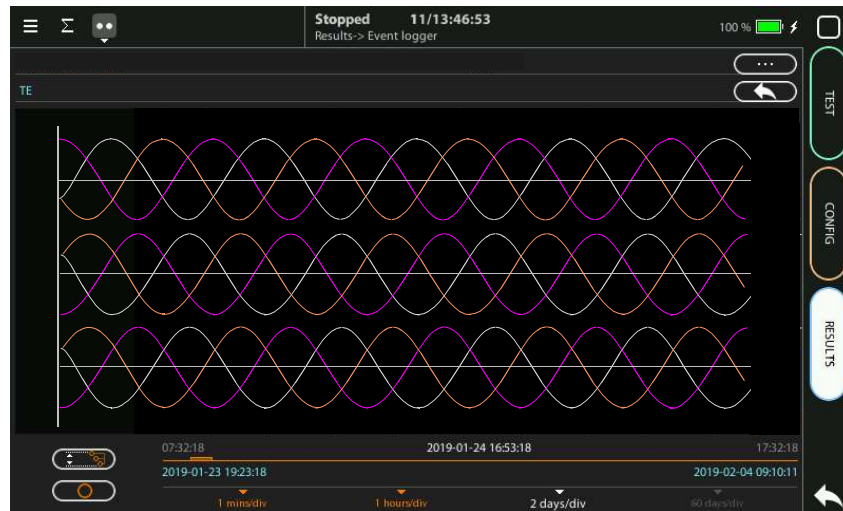 Σ
Stopped 11/13:46:53
Results-> Event logger
100 %
...
TE
TEST
CONFIG
RESULTS
07:32:18 2019-01-24 16:53:18 17:32:18
2019-01-23 19:23:18 2019-02-04 09:10:11
1 mins/div 1 hours/div 2 days/div 60 days/div